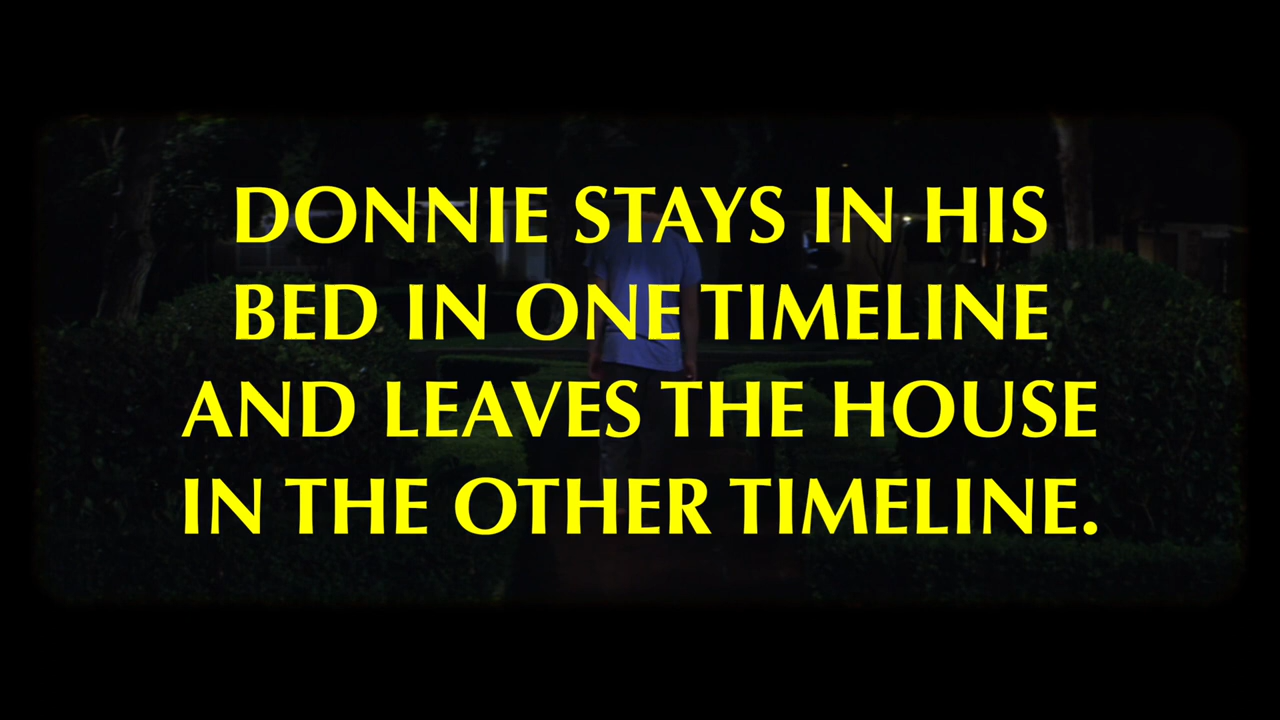 DONNIE STAYS IN HIS
BED IN ONE TIMELINE
AND LEAVES THE HOUSE
IN THE OTHER TIMELINE.